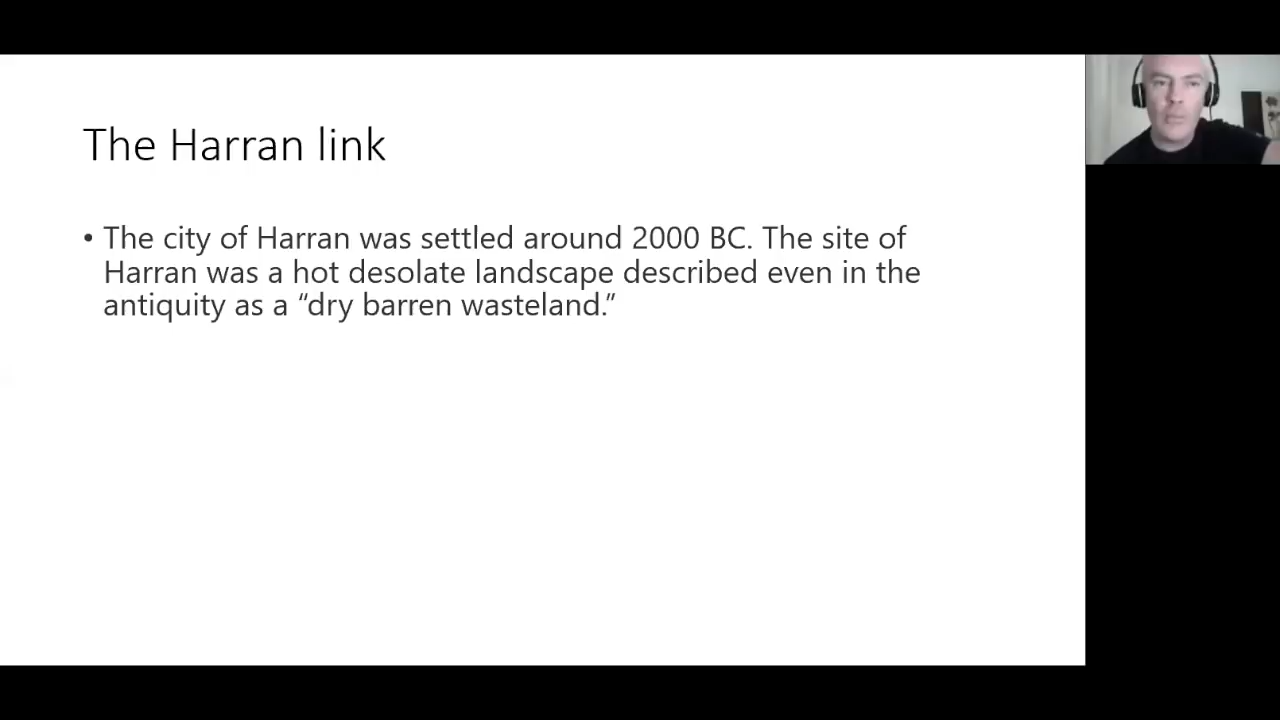 The Harran link
• The city of Harran was settled around 2000 BC. The site of
Harran was a hot desolate landscape described even in the
antiquity as a “dry barren wasteland.”